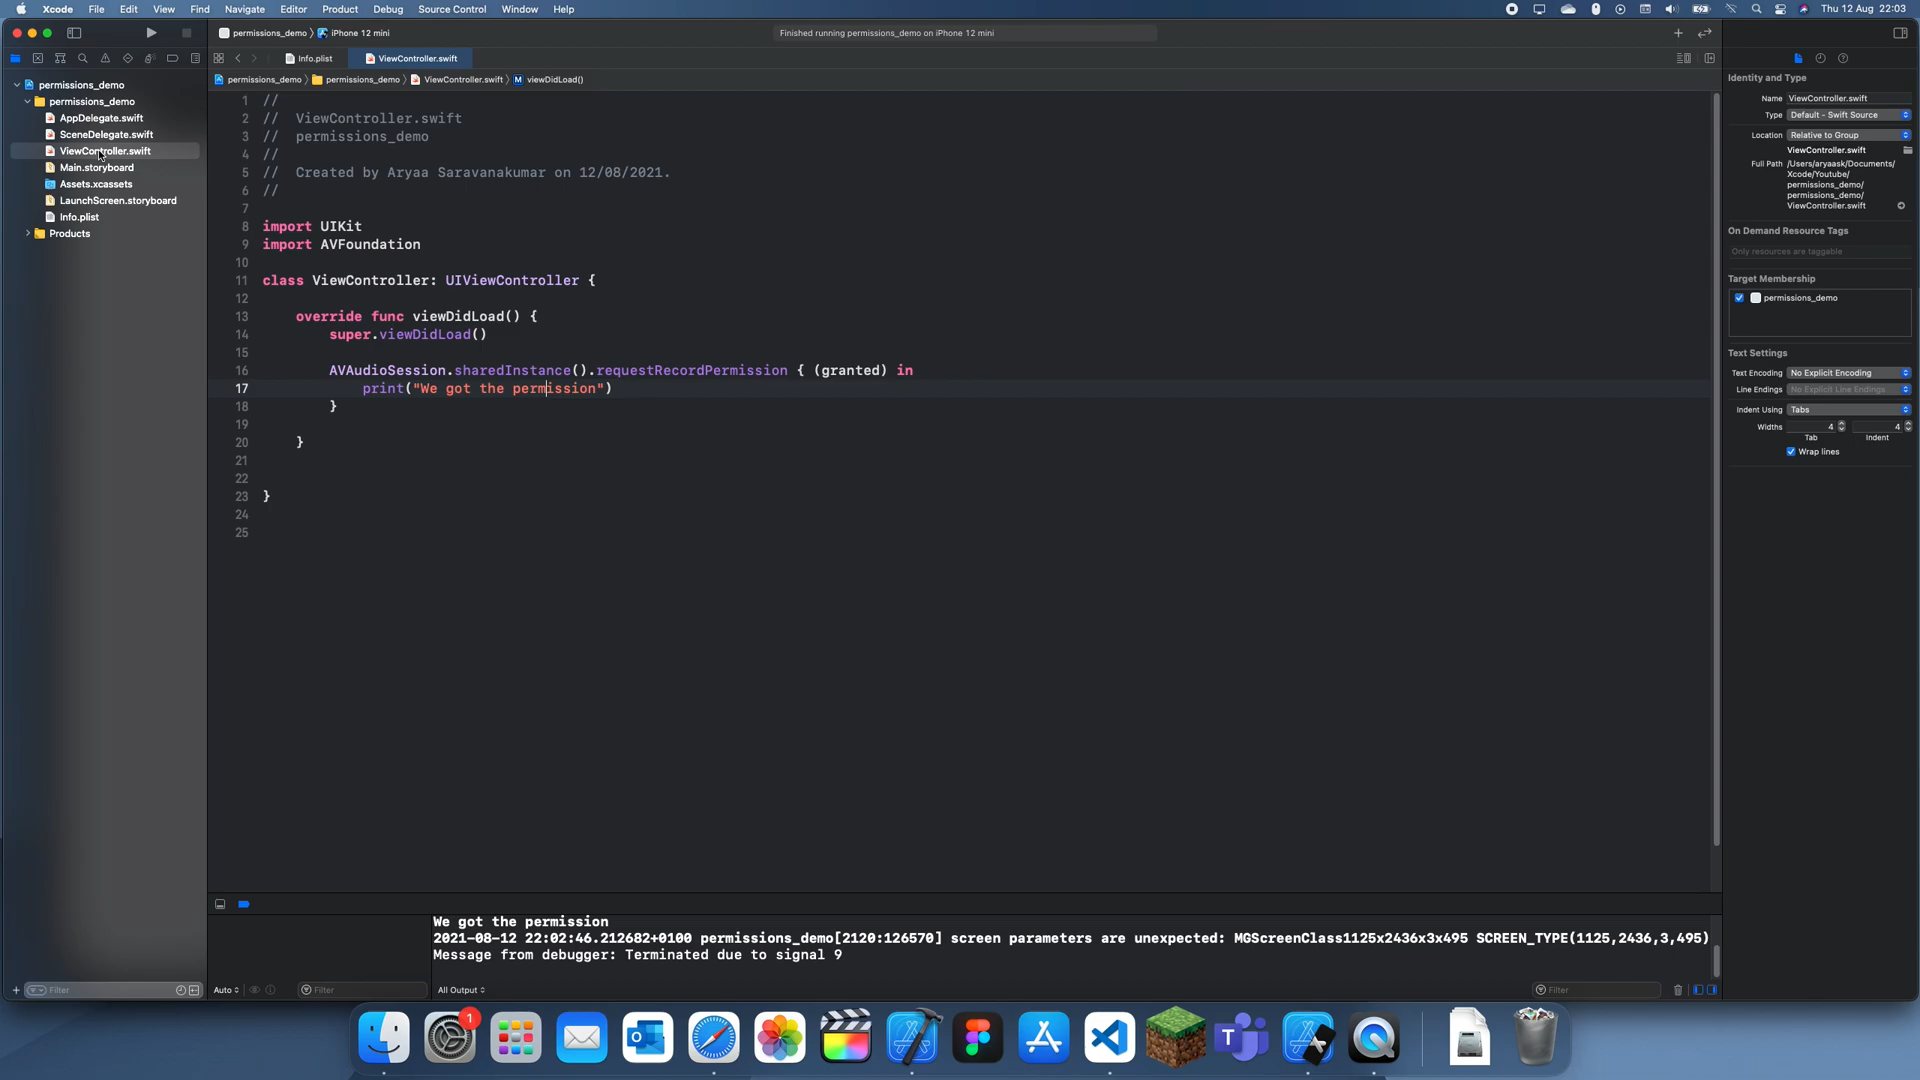 Xcode File Edit View Find Navigate Editor Product Debug Source Control Window Help Thu 12 Aug 22:03
permissions_demo iPhone 12 mini Finished running permissions_demo on iPhone 12 mini
Info.plist ViewController.swift
permissions_demo permissions_demo ViewController.swift M viewDidLoad()
permissions_demo
permissions_demo
AppDelegate.swift
SceneDelegate.swift
ViewController.swift
Main.storyboard
Assets.xcassets
LaunchScreen.storyboard
Info.plist
Products
1 //
2 // ViewController.swift
3 // permissions_demo
4 //
5 // Created by Aryaa Saravanakumar on 12/08/2021.
6 //
7
8 import UIKit
9 import AVFoundation
10
11 class ViewController: UIViewController {
12
13 override func viewDidLoad() {
14 super.viewDidLoad()
15
16 AVAudioSession.sharedInstance().requestRecordPermission { (granted) in
17 print("We got the permission")
18 }
19
20 }
21
22
23 }
24
25
Identity and Type
Name ViewController.swift
Type Default - Swift Source
Location Relative to Group
ViewController.swift
Full Path /Users/aryaask/Documents/
Xcode/Youtube/
permissions_demo/
permissions_demo/
ViewController.swift
On Demand Resource Tags
Only resources are taggable
Target Membership
permissions_demo
Text Settings
Text Encoding No Explicit Encoding
Line Endings No Explicit Line Endings
Indent Using Tabs
Widths 4 4
Tab Indent
Wrap lines
We got the permission
2021-08-12 22:02:46.212682+0100 permissions_demo[2120:126570] screen parameters are unexpected: MGScreenClass1125x2436x3x495 SCREEN_TYPE(1125,2436,3,495)
Message from debugger: Terminated due to signal 9
Filter Auto Filter All Output Filter
1